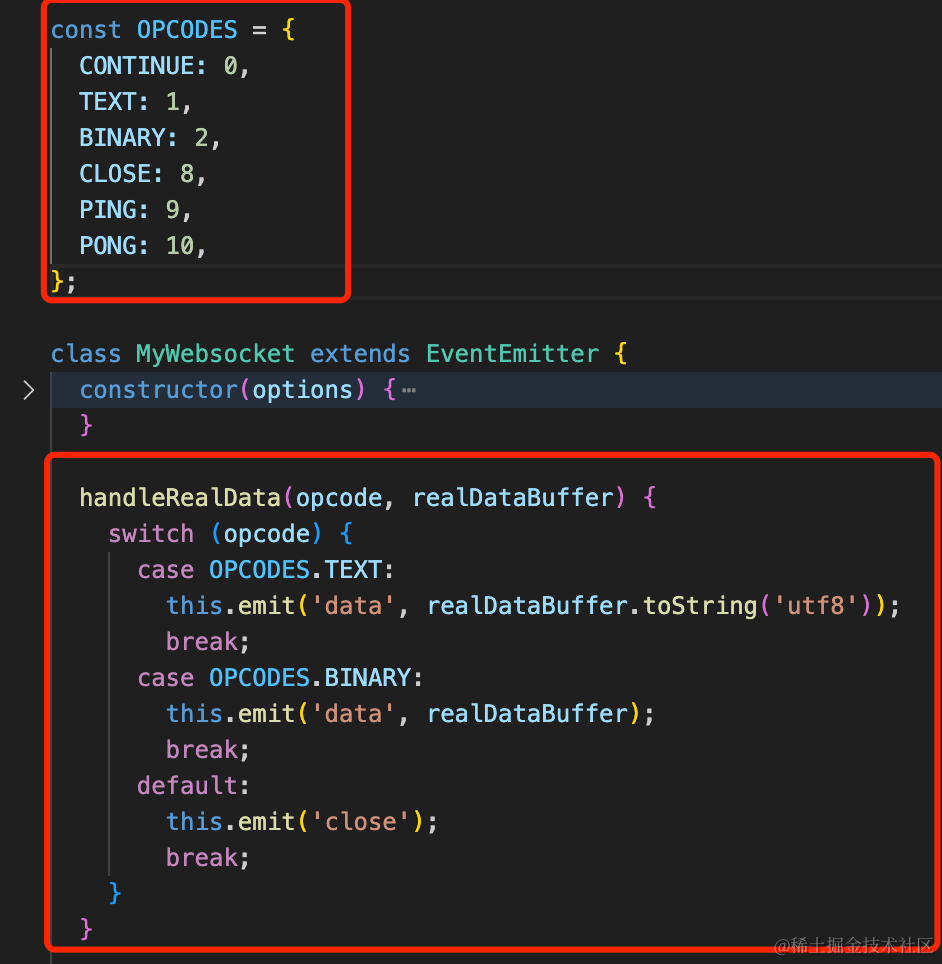 const OPCODES = {
  CONTINUE: 0,
  TEXT: 1,
  BINARY: 2,
  CLOSE: 8,
  PING: 9,
  PONG: 10,
};
class MyWebsocket extends EventEmitter {
  constructor(options) {⋯
  }
  handleRealData(opcode, realDataBuffer) {
    switch (opcode) {
      case OPCODES.TEXT:
        this.emit('data', realDataBuffer.toString('utf8'));
        break;
      case OPCODES.BINARY:
        this.emit('data', realDataBuffer);
        break;
      default:
        this.emit('close');
        break;
    }
  }
@稀土掘金技术社区